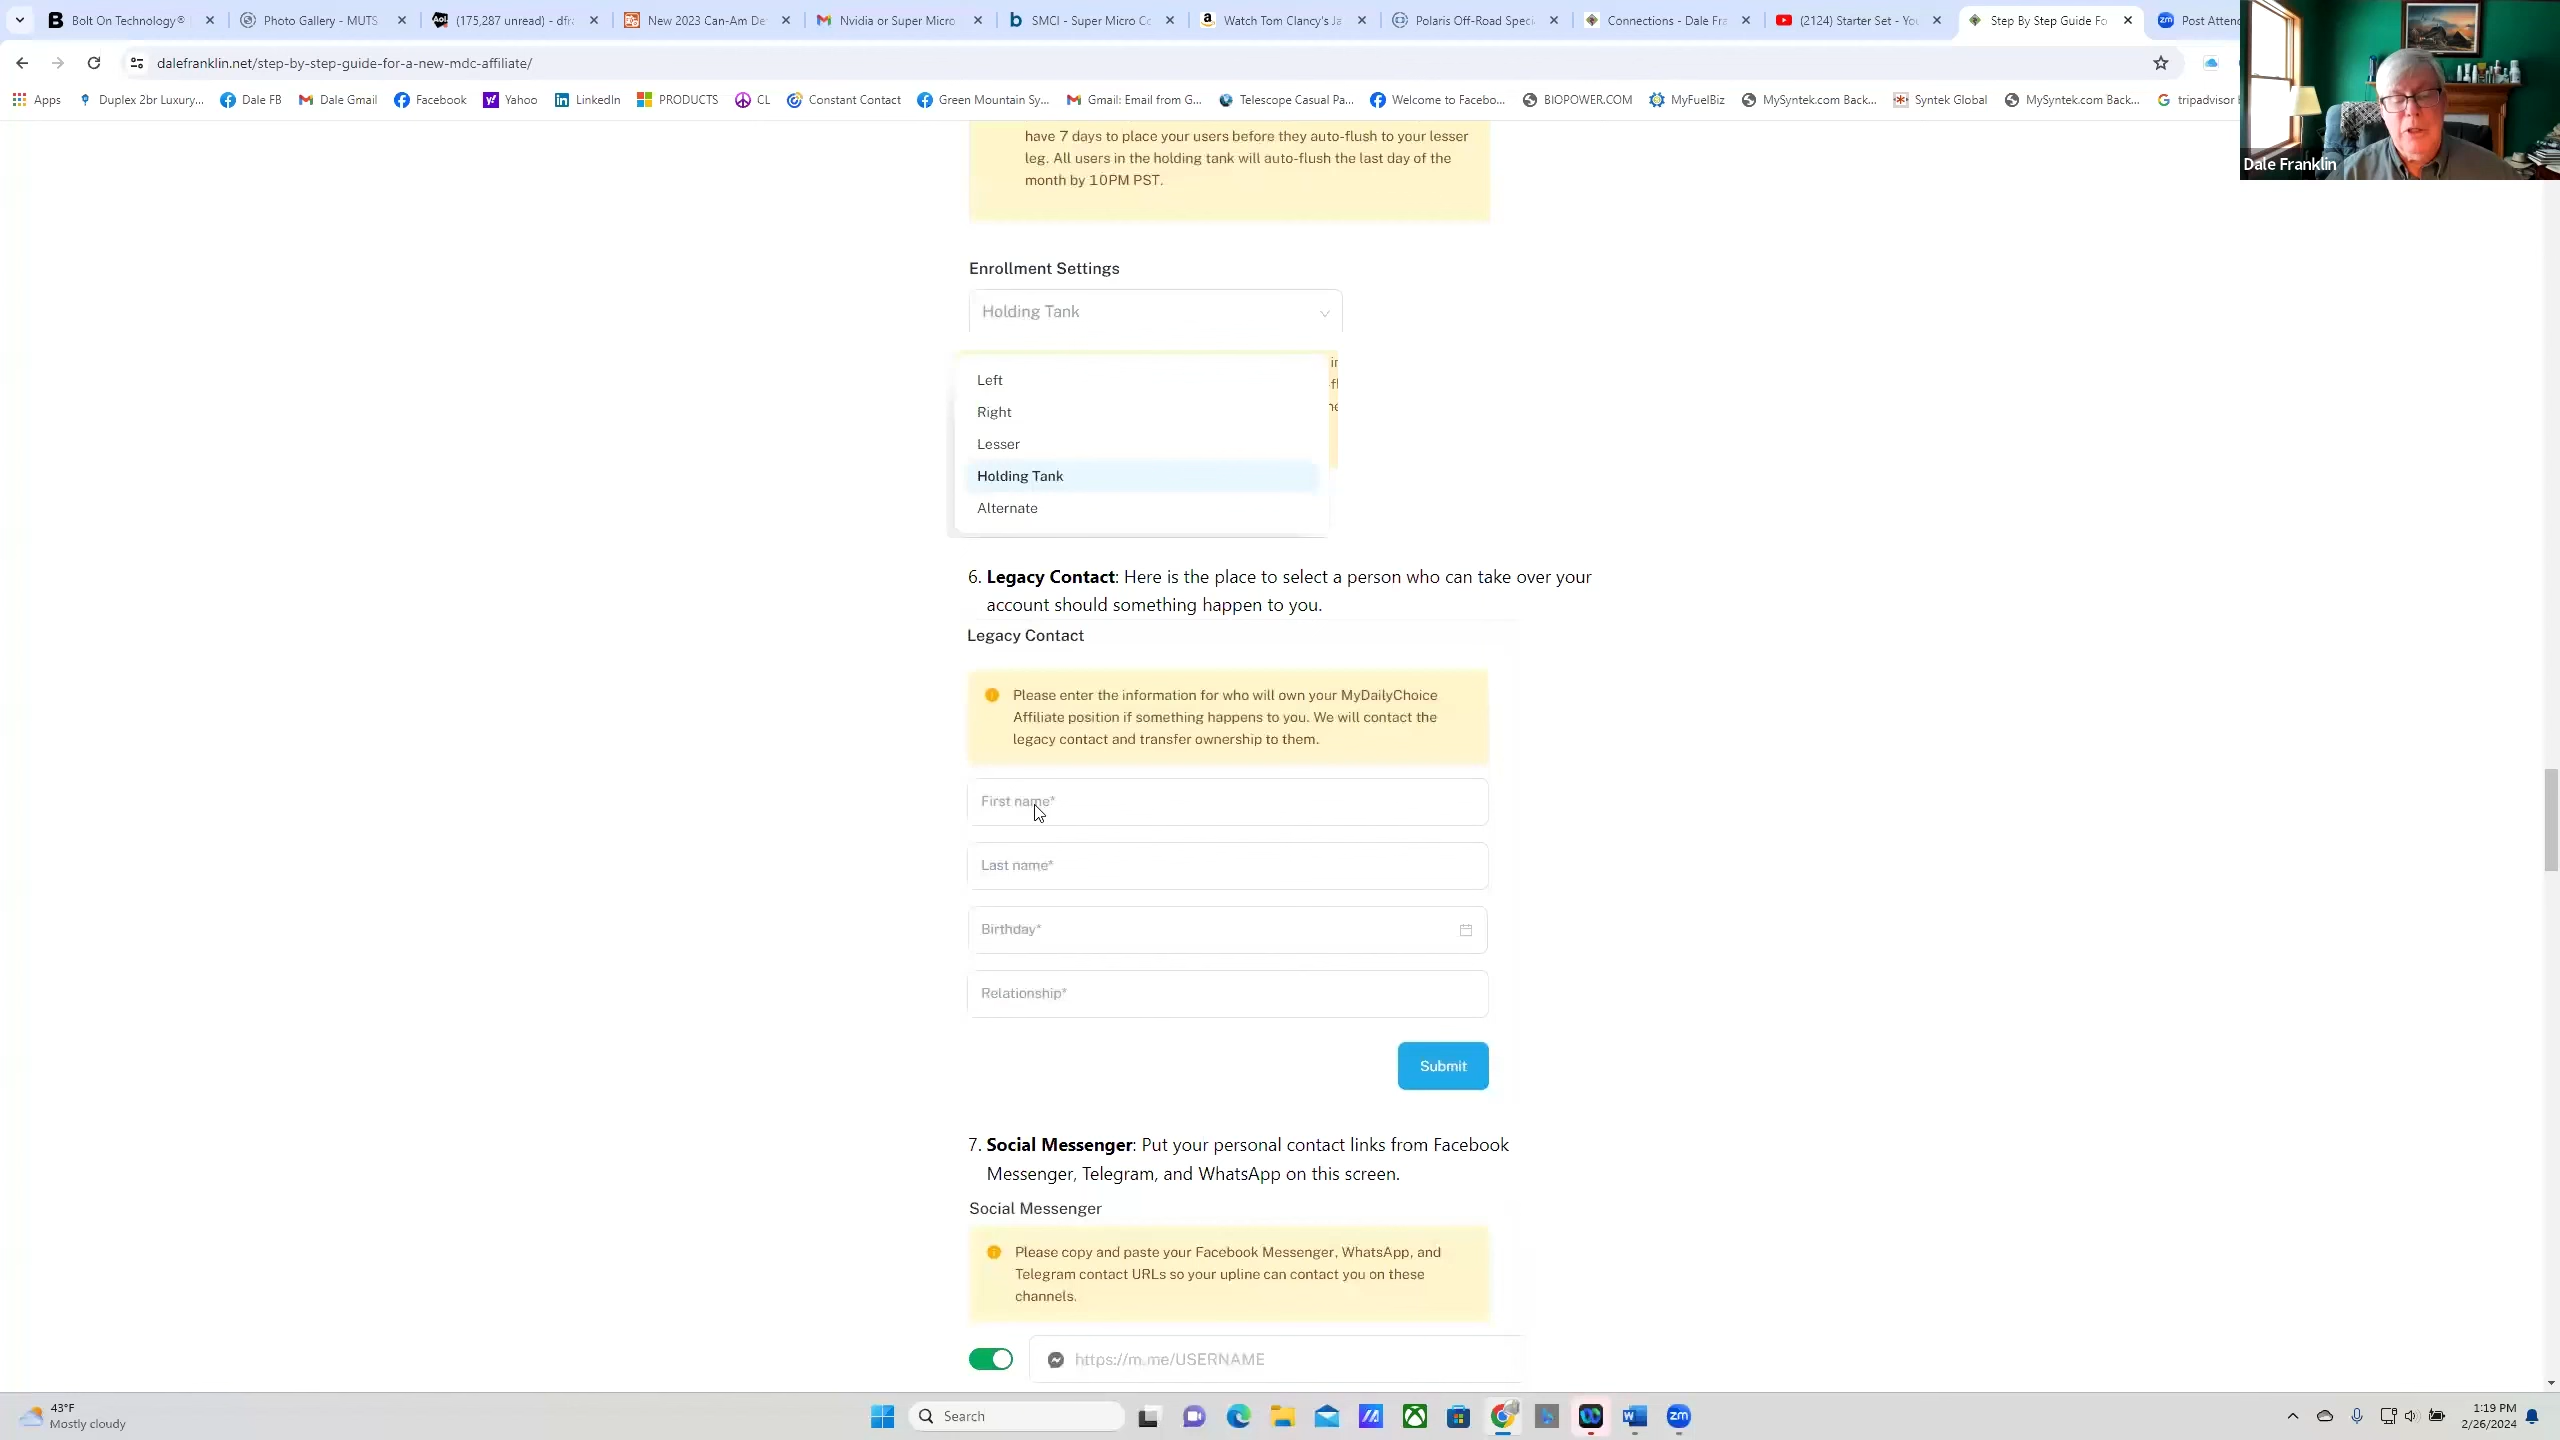 Bolt On Technology®
Photo Gallery - MUTS
(175,287 unread) - dfra
New 2023 Can-Am De
Nvidia or Super Micro
SMCI - Super Micro Co
Watch Tom Clancy's Ja
Polaris Off-Road Speci
Connections - Dale Fra
(2124) Starter Set - You
Step By Step Guide Fo
Post Atten
dalefranklin.net/step-by-step-guide-for-a-new-mdc-affiliate/
Apps
Duplex 2br Luxury...
Dale FB
Dale Gmail
Facebook
Yahoo
LinkedIn
PRODUCTS
CL
Constant Contact
Green Mountain Sy...
Gmail: Email from G...
Telescope Casual Pa...
Welcome to Facebo...
BIOPOWER.COM
MyFuelBiz
MySyntek.com Back...
Syntek Global
MySyntek.com Back...
tripadvisor
Dale Franklin
have 7 days to place your users before they auto-flush to your lesser
leg. All users in the holding tank will auto-flush the last day of the
month by 10PM PST.
Enrollment Settings
Holding Tank
Left
Right
Lesser
Holding Tank
Alternate
6. Legacy Contact: Here is the place to select a person who can take over your
account should something happen to you.
Legacy Contact
Please enter the information for who will own your MyDailyChoice
Affiliate position if something happens to you. We will contact the
legacy contact and transfer ownership to them.
First name*
Last name*
Birthday*
Relationship*
Submit
7. Social Messenger: Put your personal contact links from Facebook
Messenger, Telegram, and WhatsApp on this screen.
Social Messenger
Please copy and paste your Facebook Messenger, WhatsApp, and
Telegram contact URLs so your upline can contact you on these
channels.
https://m.me/USERNAME
43°F
Mostly cloudy
Search
1:19 PM
2/26/2024